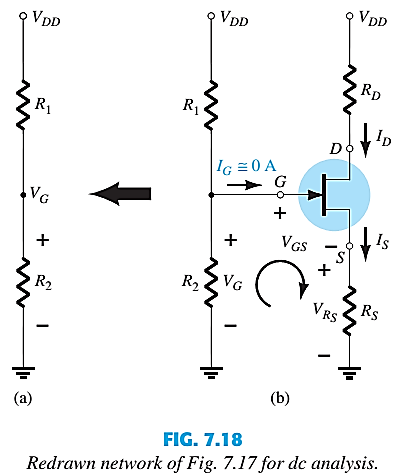 V_DD
V_DD
V_DD
R_1
R_1
R_D
I_D
D
I_G ≅ 0 A
G
V_G
+
+
+
V_GS
−
S
I_S
+
R_2
R_2
V_G
V_RS
R_S
−
−
−
(a)
(b)
FIG. 7.18
Redrawn network of Fig. 7.17 for dc analysis.